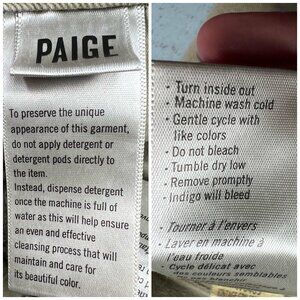 PAIGE
To preserve the unique
appearance of this garment,
do not apply detergent or
detergent pods directly to
the item.
Instead, dispense detergent
once the machine is full of
water as this will help ensure
an even and effective
cleansing process that will
maintain and care for
its beautiful color.
· Turn inside out
· Machine wash cold
· Gentle cycle with
like colors
· Do not bleach
· Tumble dry low
· Remove promptly
· Indigo will bleed
· Tourner à l'envers
· Laver en machine à
l'eau froide
· Cycle délicat avec
des couleurs semblables